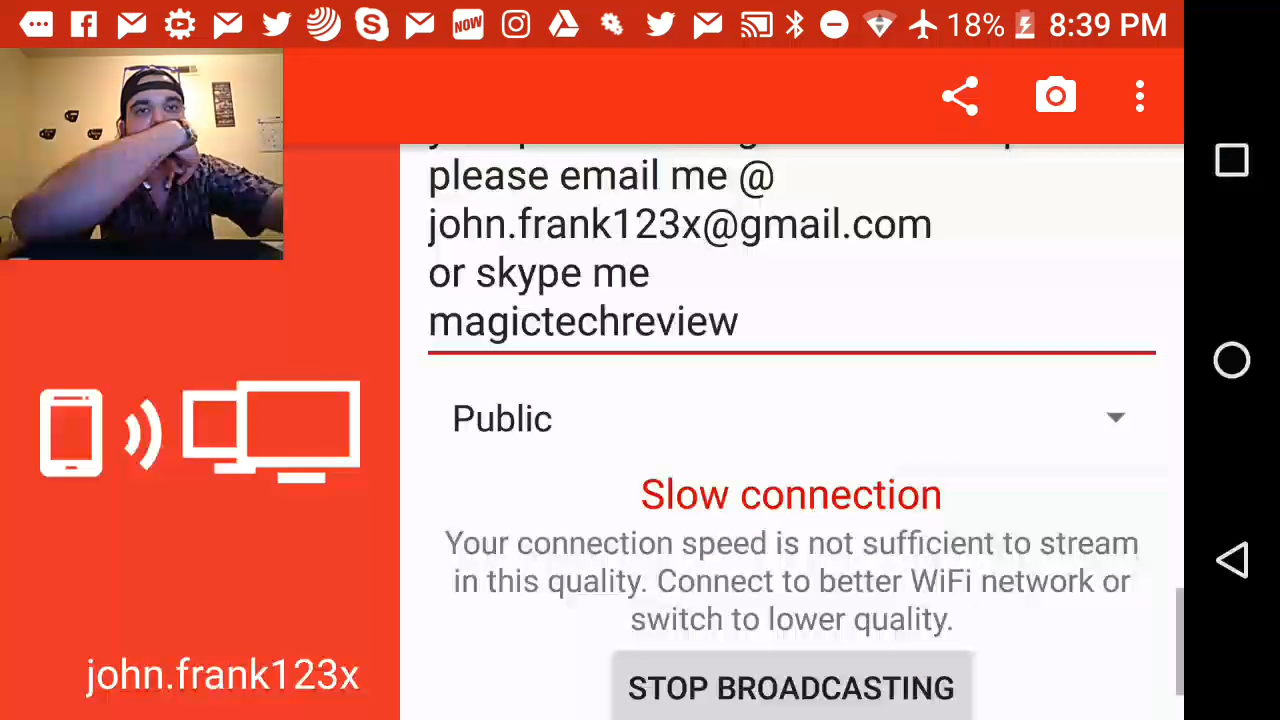 NOW
18%
8:39 PM
please email me @
john.frank123x@gmail.com
or skype me
magictechreview
Public
Slow connection
Your connection speed is not sufficient to stream
in this quality. Connect to better WiFi network or
switch to lower quality.
STOP BROADCASTING
john.frank123x